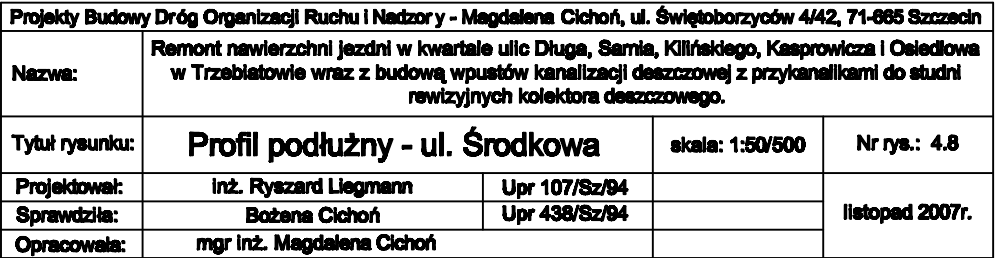 Projekty Budowy Dróg Organizacji Ruchu i Nadzory - Magdalena Cichoń, ul. Świętoborzyców 4/42, 71-665 Szczecin
Nazwa: Remont nawierzchni jezdni w kwartale ulic Długa, Sarnia, Kilińskiego, Kasprowicza i Osiedlowa
w Trzebiatowie wraz z budową wpustów kanalizacji deszczowej z przykanalikami do studni
rewizyjnych kolektora deszczowego.
Tytuł rysunku: Profil podłużny - ul. Środkowa skala: 1:50/500 Nr rys.: 4.8
Projektował: inż. Ryszard Liegmann Upr 107/Sz/94
Sprawdziła: Bożena Cichoń Upr 438/Sz/94 listopad 2007r.
Opracowała: mgr inż. Magdalena Cichoń